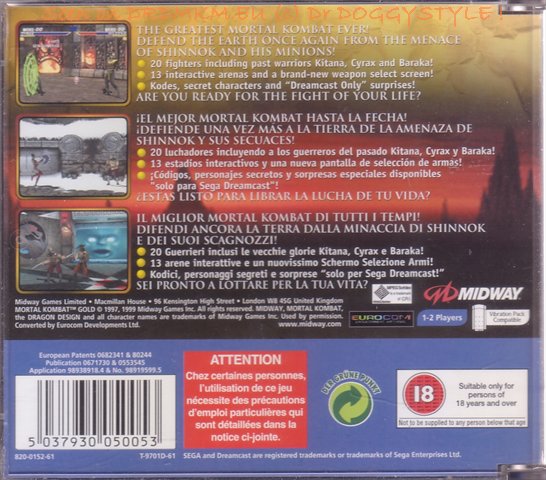 THE GREATEST MORTAL KOMBAT EVER!
DEFEND THE EARTH ONCE AGAIN FROM THE MENACE
OF SHINNOK AND HIS MINIONS!
20 fighters including past warriors Kitana, Cyrax and Baraka!
13 interactive arenas and a brand-new weapon select screen!
Kodes, secret characters and "Dreamcast Only" surprises!
ARE YOU READY FOR THE FIGHT OF YOUR LIFE?
¡EL MEJOR MORTAL KOMBAT HASTA LA FECHA!
¡DEFIENDE UNA VEZ MÁS A LA TIERRA DE LA AMENAZA DE
SHINNOK Y SUS SECUACES!
20 luchadores incluyendo a los guerreros del pasado Kitana, Cyrax y Baraka!
13 estadios interactivos y una nueva pantalla de selección de armas!
¡Códigos, personajes secretos y sorpresas especiales disponibles
"solo para Sega Dreamcast"!
¿ESTÁS LISTO PARA LIBRAR LA LUCHA DE TU VIDA?
IL MIGLIOR MORTAL KOMBAT DI TUTTI I TEMPI!
DIFENDI ANCORA LA TERRA DALLA MINACCIA DI SHINNOK
E DEI SUOI SCAGNOZZI!
20 Guerrieri inclusi le vecchie glorie Kitana, Cyrax e Baraka!
13 arene interattive e un nuovissimo Schermo Selezione Armi!
Kodici, personaggi segreti e sorprese "solo per Sega Dreamcast!"
SEI PRONTO A LOTTARE PER LA TUA VITA?
Midway Games Limited • Macmillan House • 96 Kensington High Street • London W8 4SG United Kingdom
MORTAL KOMBAT™ GOLD © 1997, 1999 Midway Games Inc. All rights reserved. MIDWAY, MORTAL KOMBAT,
the DRAGON DESIGN and all character names are trademarks of Midway Games Inc. Used by permission.
Converted by Eurocom Developments Ltd.
www.midway.com
MIDWAY
EUROCOM
1-2 Players
Vibration Pack
Compatible
European Patents 0682341 & 80244
Publication 0671730 & 0553545
Application 98938918.4 & No. 98919599.5
5 037930 050053
820-0152-61
T-9701D-61
ATTENTION
Chez certaines personnes,
l'utilisation de ce jeu
nécessite des précautions
d'emploi particulières qui
sont détaillées dans la
notice ci-jointe.
DER GRÜNE PUNKT
18
Suitable only for
persons of
18 years and over
Not to be supplied to any person below that age
SEGA and Dreamcast are registered trademarks or trademarks of Sega Enterprises Ltd.